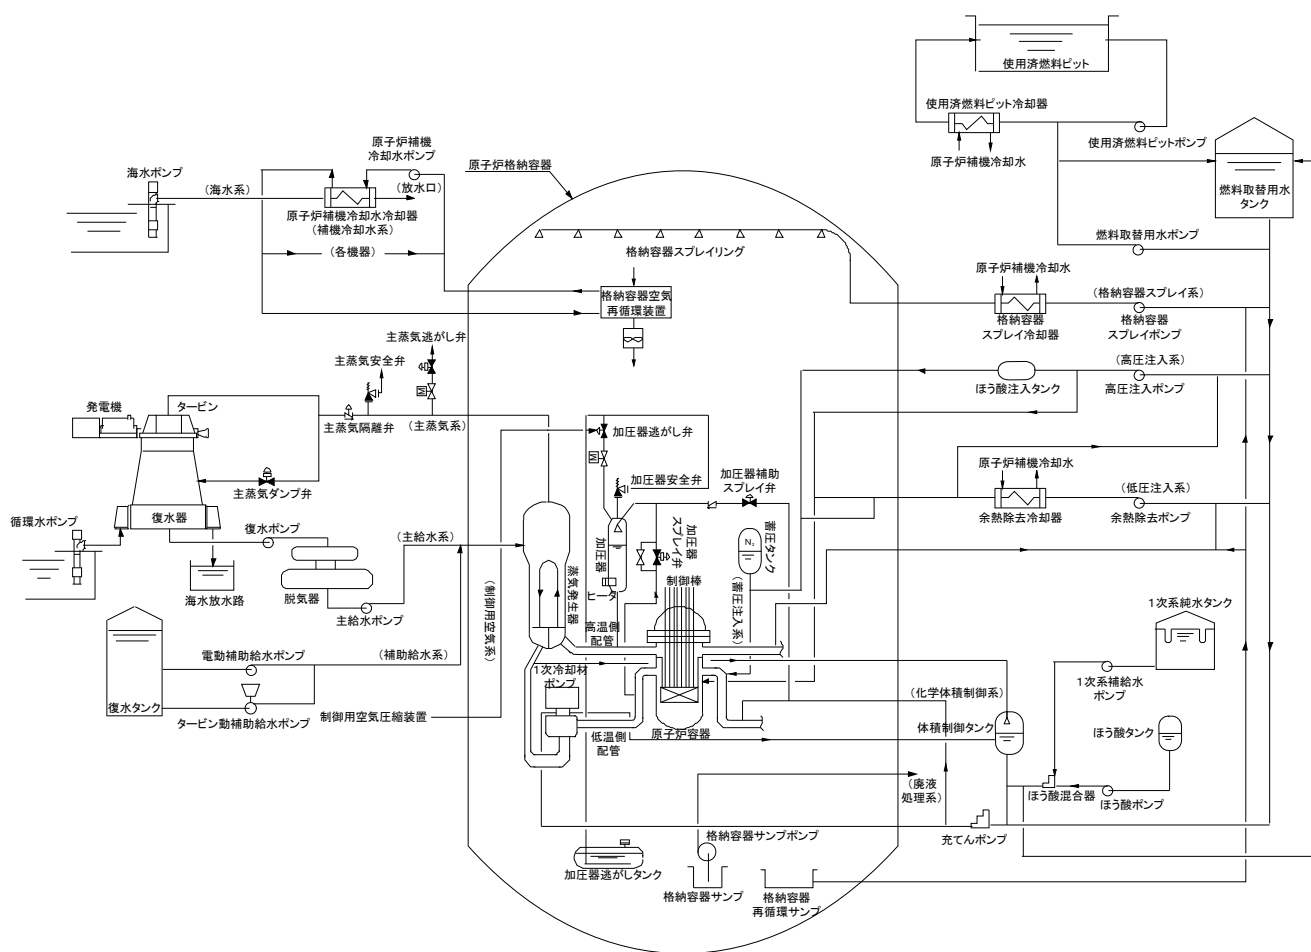 使用済燃料ピット
使用済燃料ピット冷却器
使用済燃料ピットポンプ
原子炉補機冷却水
燃料取替用水
タンク
燃料取替用水ポンプ
原子炉補機
冷却水ポンプ
海水ポンプ
(海水系)
(放水口)
原子炉補機冷却水冷却器
(補機冷却水系)
(各機器)
原子炉格納容器
格納容器スプレイリング
格納容器空気
再循環装置
原子炉補機冷却水
(格納容器スプレイ系)
格納容器
スプレイ冷却器
格納容器
スプレイポンプ
主蒸気逃がし弁
主蒸気安全弁
M
(高圧注入系)
ほう酸注入タンク
高圧注入ポンプ
発電機
タービン
主蒸気隔離弁
(主蒸気系)
加圧器逃がし弁
M
主蒸気ダンプ弁
加圧器安全弁
加圧器補助
スプレイ弁
原子炉補機冷却水
(低圧注入系)
余熱除去冷却器
余熱除去ポンプ
循環水ポンプ
復水器
復水ポンプ
(主給水系)
海水放水路
脱気器
主給水ポンプ
(制御用空気系)
蒸気発生器
加圧器
ヒータ
加圧器
スプレイ弁
N₂
蓄圧タンク
(蓄圧注入系)
制御棒
高温側
配管
1次系純水タンク
電動補助給水ポンプ
(補助給水系)
復水タンク
タービン動補助給水ポンプ
制御用空気圧縮装置
1次冷却材
ポンプ
低温側
配管
原子炉容器
(化学体積制御系)
体積制御タンク
1次系補給水
ポンプ
ほう酸タンク
(廃液
処理系)
ほう酸混合器
ほう酸ポンプ
充てんポンプ
格納容器サンプポンプ
加圧器逃がしタンク
格納容器サンプ
格納容器
再循環サンプ